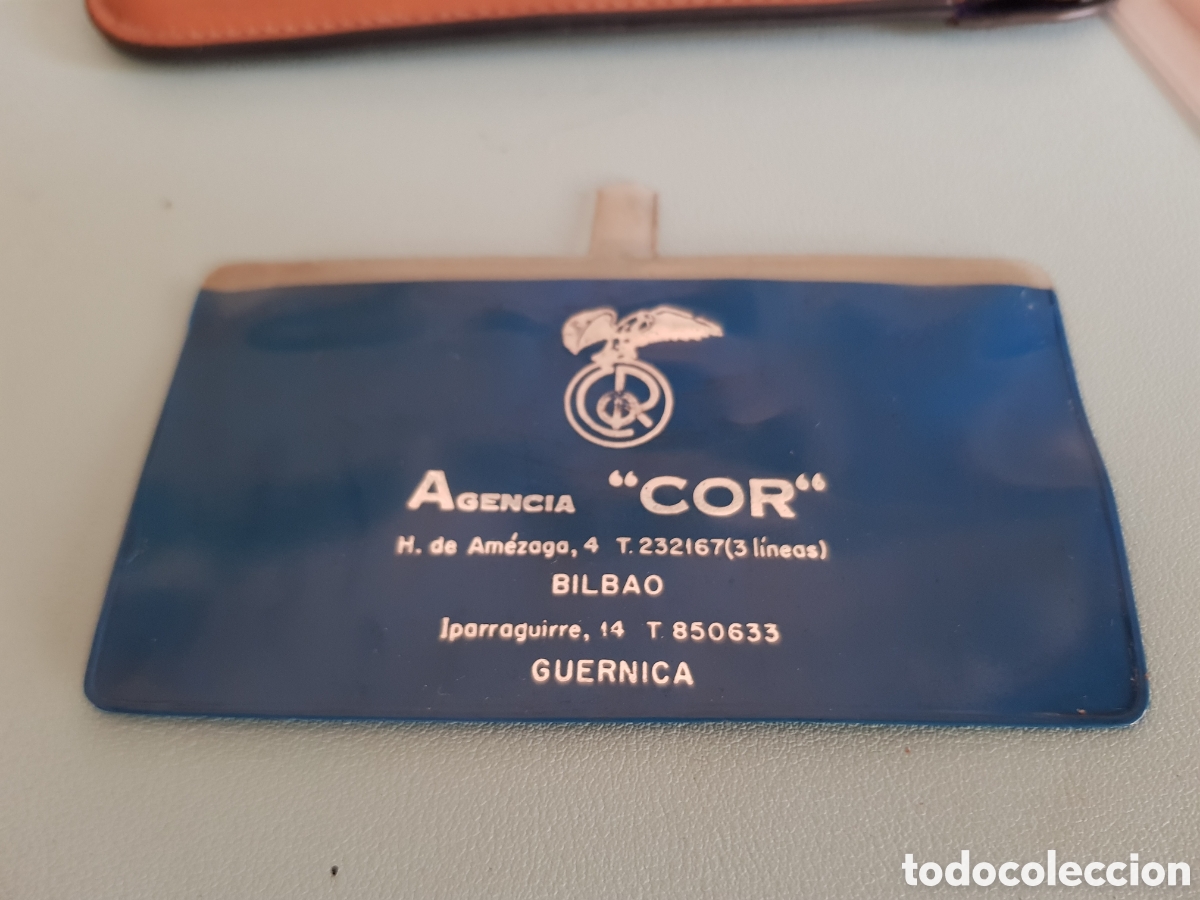 AGENCIA “COR“
H. de Amézaga, 4 T. 232167(3 líneas)
BILBAO
Iparraguirre, 14 T. 850633
GUERNICA
todocoleccion